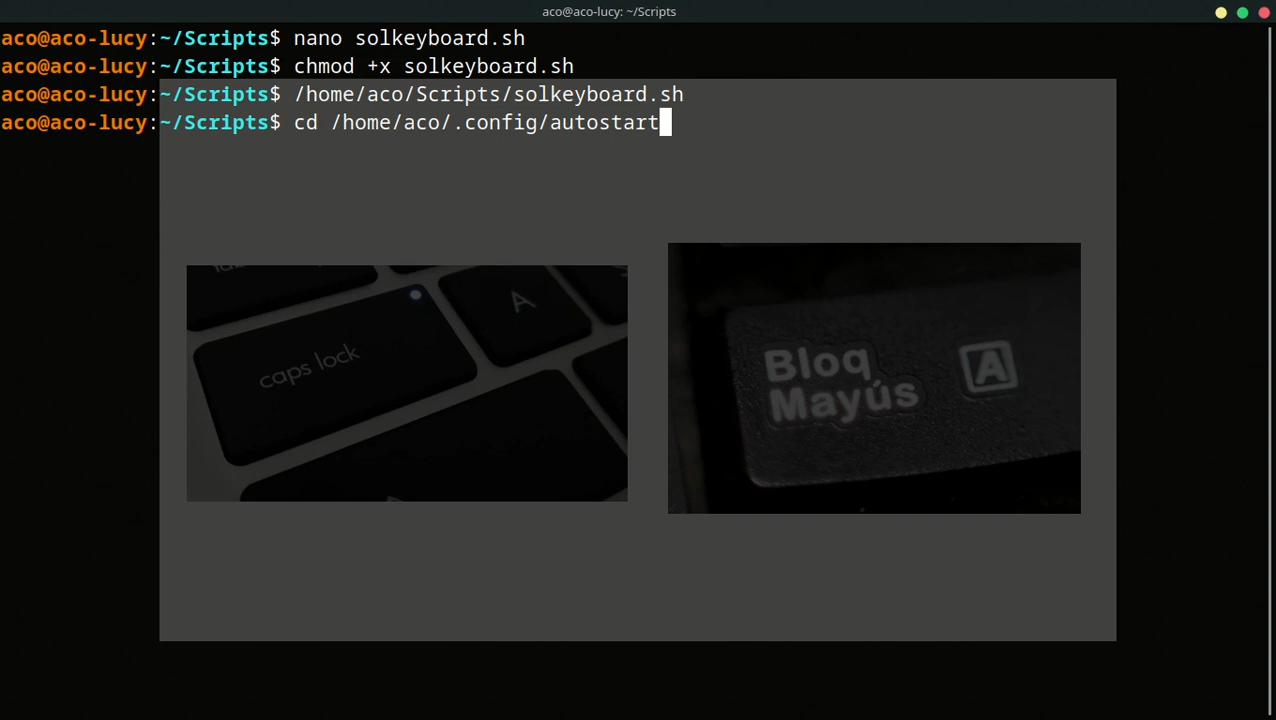 aco@aco-lucy: ~/Scripts
aco@aco-lucy:~/Scripts$ nano solkeyboard.sh
aco@aco-lucy:~/Scripts$ chmod +x solkeyboard.sh
aco@aco-lucy:~/Scripts$ /home/aco/Scripts/solkeyboard.sh
aco@aco-lucy:~/Scripts$ cd /home/aco/.config/autostart
caps lock
A
Bloq
Mayús
A